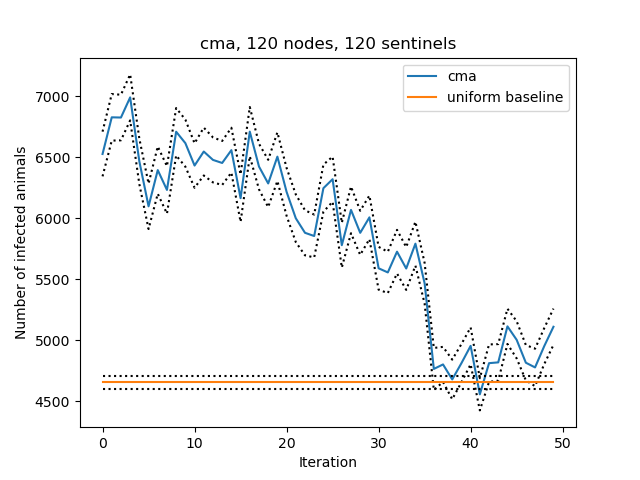 cma, 120 nodes, 120 sentinels
cma
uniform baseline
Number of infected animals
7000
6500
6000
5500
5000
4500
0 10 20 30 40 50
Iteration